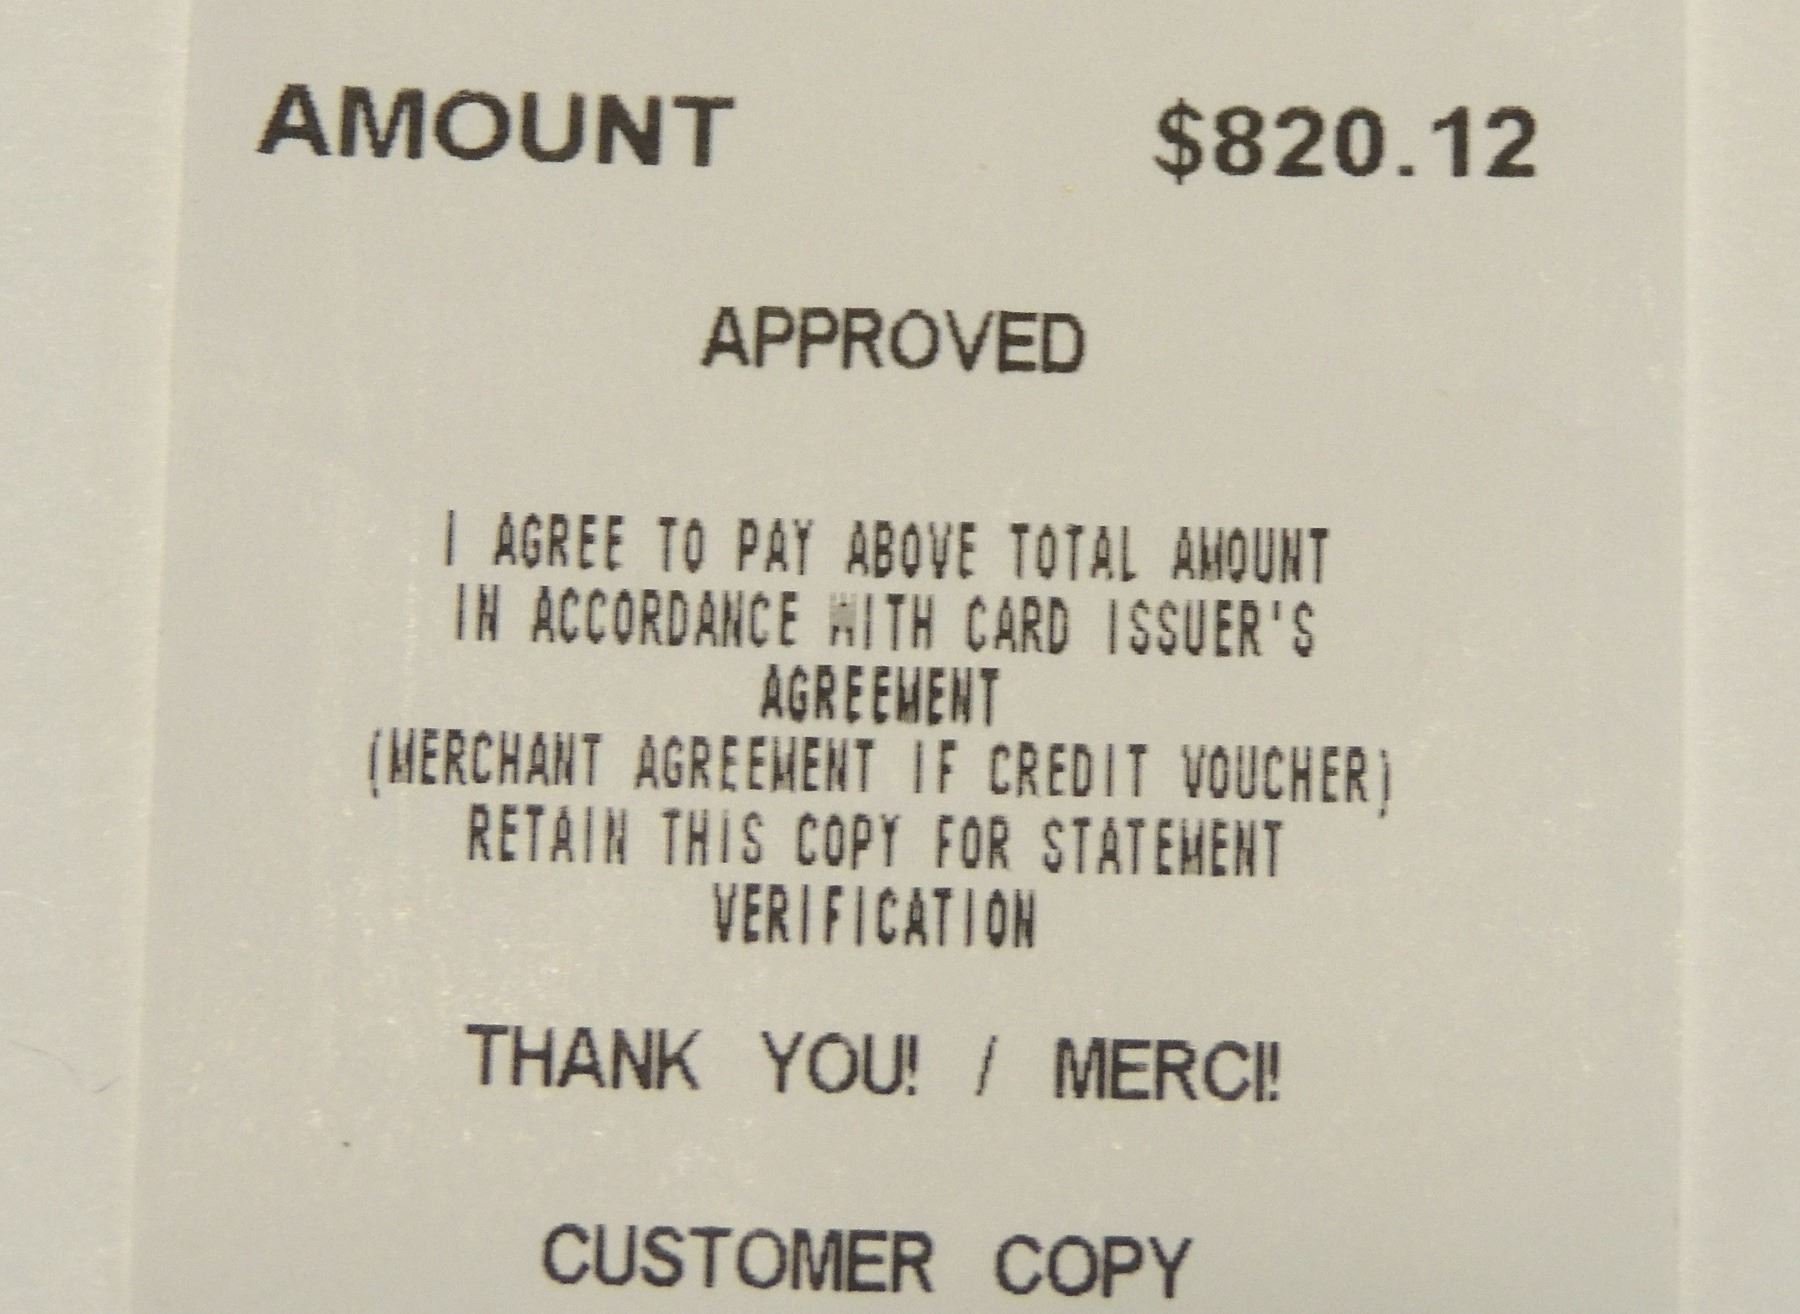 AMOUNT $820.12
APPROVED
I AGREE TO PAY ABOVE TOTAL AMOUNT
IN ACCORDANCE WITH CARD ISSUER'S
AGREEMENT
(MERCHANT AGREEMENT IF CREDIT VOUCHER)
RETAIN THIS COPY FOR STATEMENT
VERIFICATION
THANK YOU! / MERCI!
CUSTOMER COPY